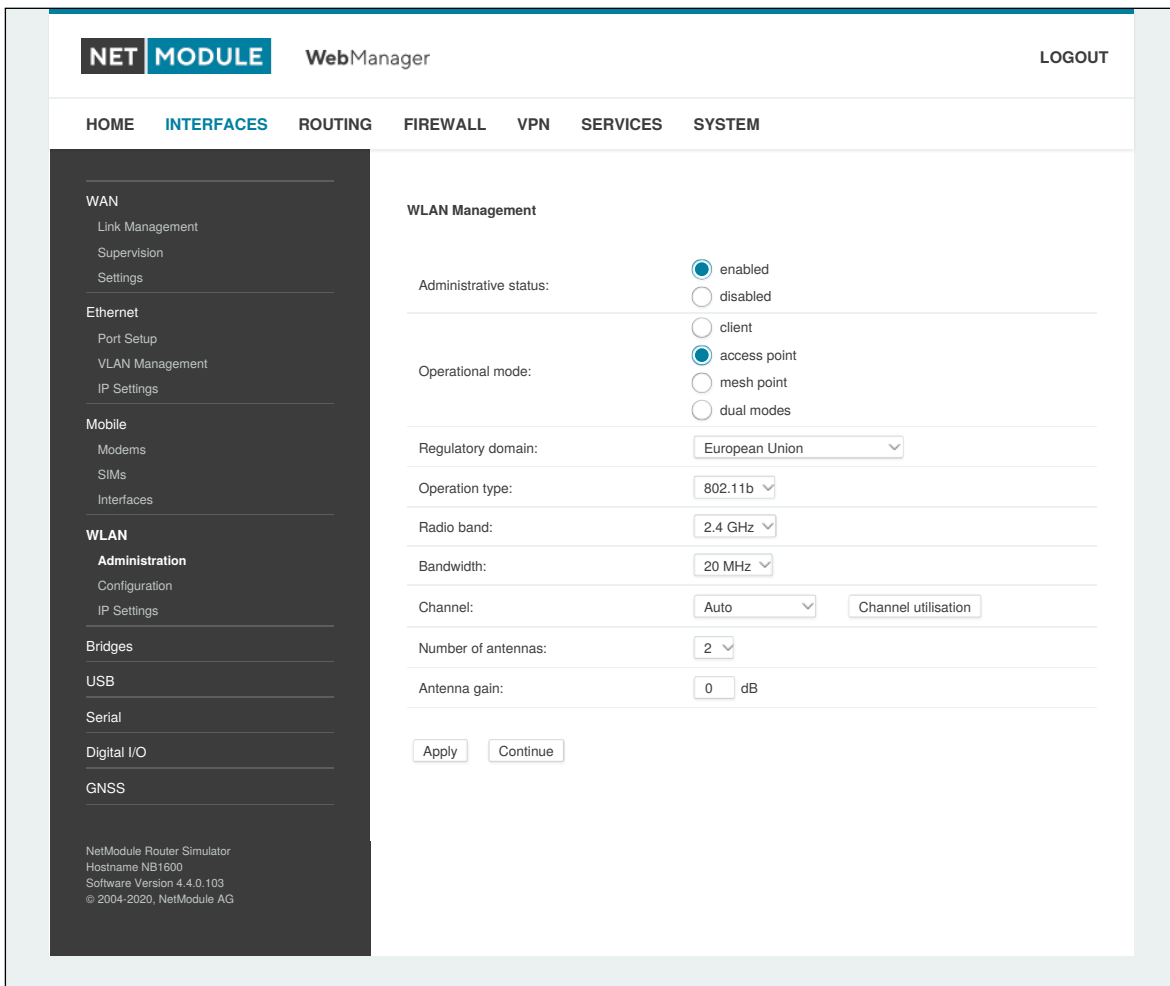 NET MODULE WebManager LOGOUT
HOME INTERFACES ROUTING FIREWALL VPN SERVICES SYSTEM
WAN
Link Management
Supervision
Settings
Ethernet
Port Setup
VLAN Management
IP Settings
Mobile
Modems
SIMs
Interfaces
WLAN
Administration
Configuration
IP Settings
Bridges
USB
Serial
Digital I/O
GNSS
NetModule Router Simulator
Hostname NB1600
Software Version 4.4.0.103
© 2004-2020, NetModule AG
WLAN Management
Administrative status:
enabled
disabled
Operational mode:
client
access point
mesh point
dual modes
Regulatory domain: European Union
Operation type: 802.11b
Radio band: 2.4 GHz
Bandwidth: 20 MHz
Channel: Auto Channel utilisation
Number of antennas: 2
Antenna gain: 0 dB
Apply Continue